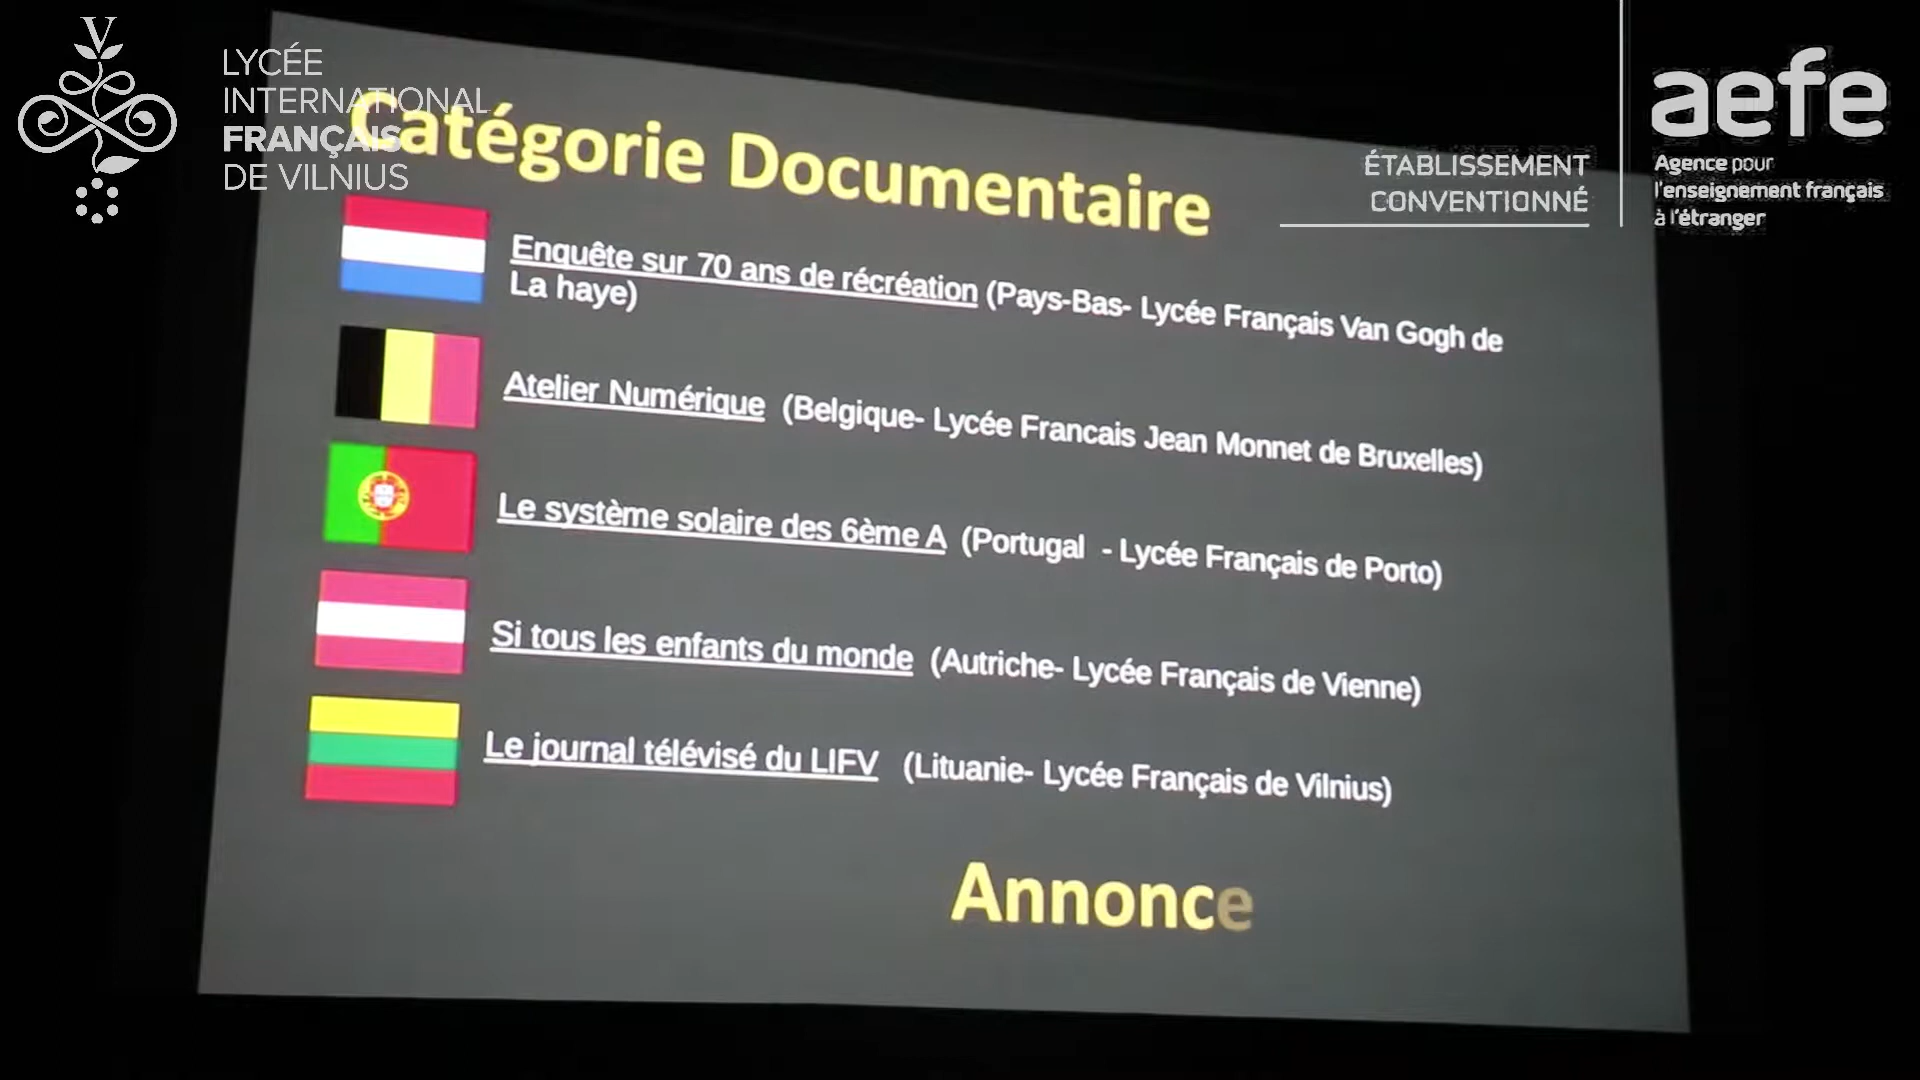 V
LYCÉE
INTERNATIONAL
FRANÇAIS
DE VILNIUS
ÉTABLISSEMENT
CONVENTIONNÉ
aefe
Agence pour
l'enseignement français
à l'étranger
Catégorie Documentaire
Enquête sur 70 ans de récréation (Pays-Bas- Lycée Français Van Gogh de
La haye)
Atelier Numérique (Belgique- Lycée Francais Jean Monnet de Bruxelles)
Le système solaire des 6ème A (Portugal - Lycée Français de Porto)
Si tous les enfants du monde (Autriche- Lycée Français de Vienne)
Le journal télévisé du LIFV (Lituanie- Lycée Français de Vilnius)
Annonce